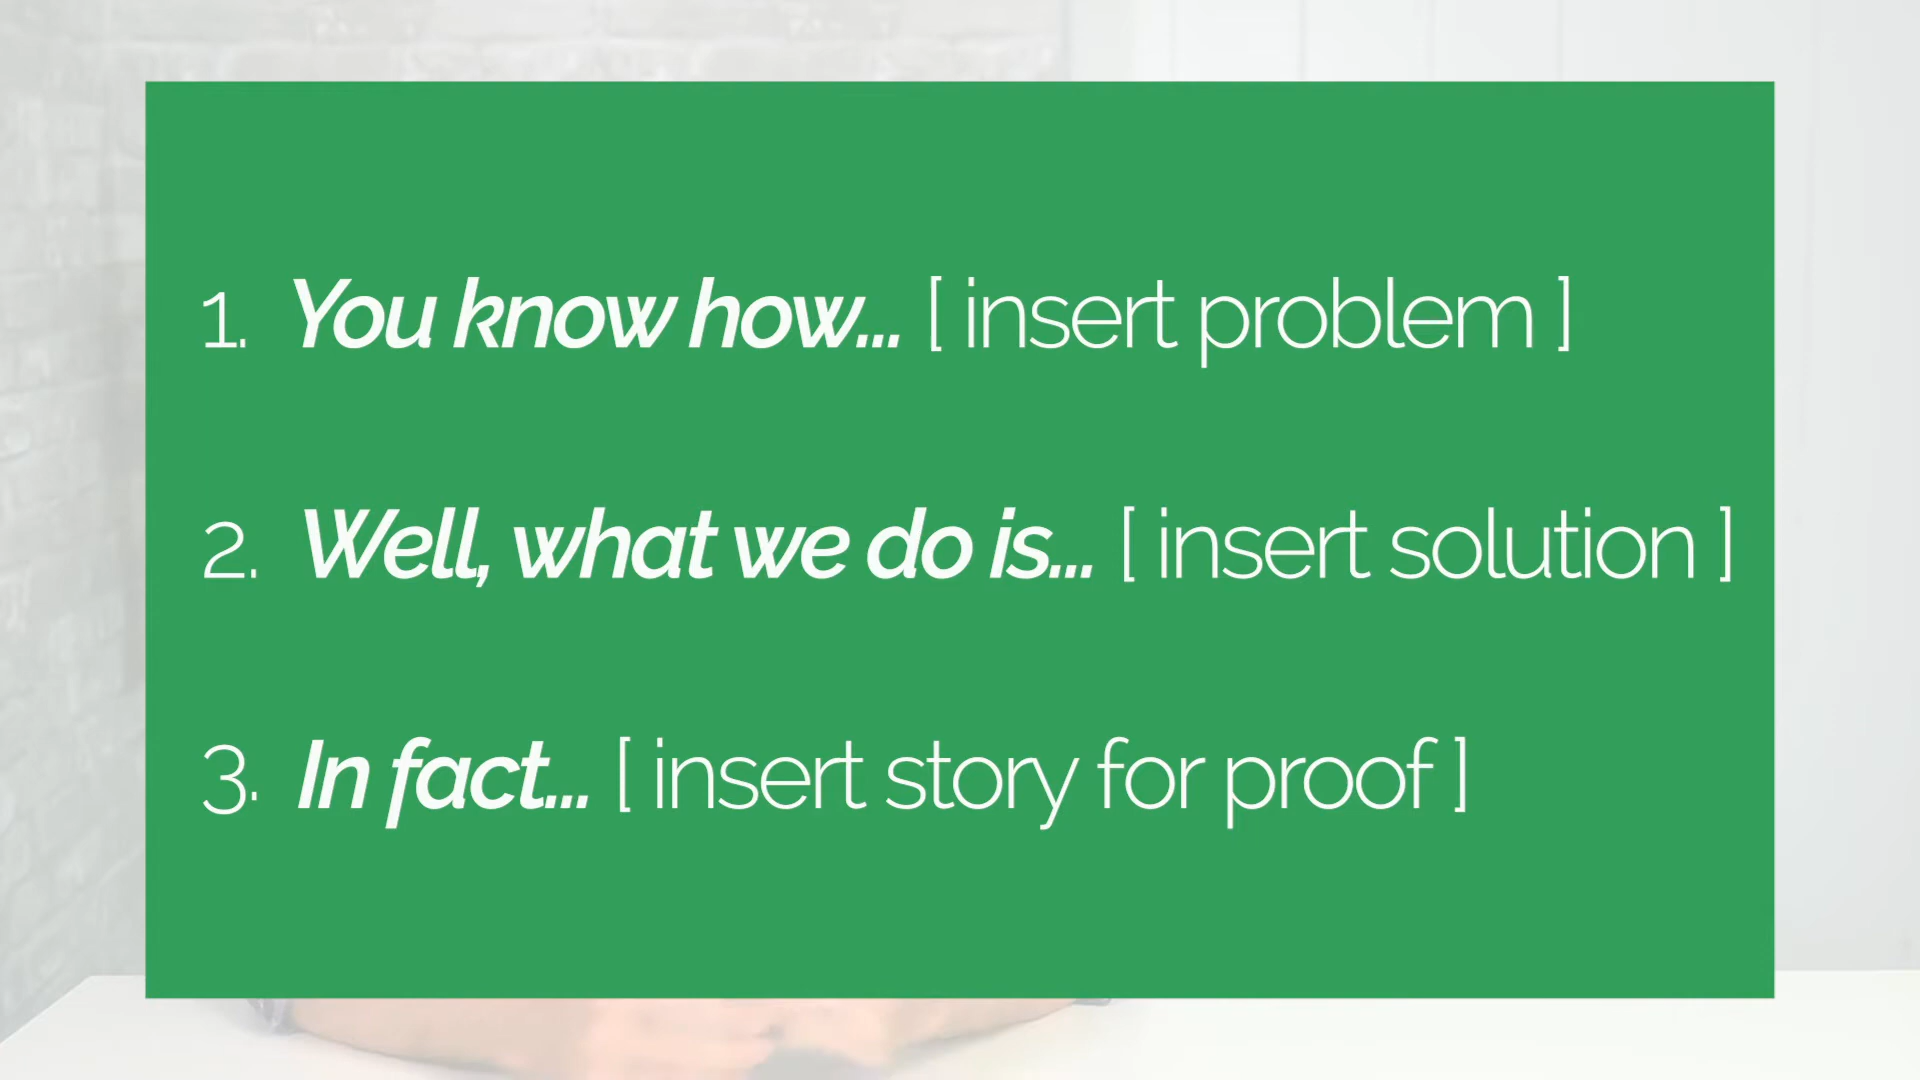 1. You know how... [ insert problem ]
2. Well, what we do is... [ insert solution ]
3. In fact... [ insert story for proof ]